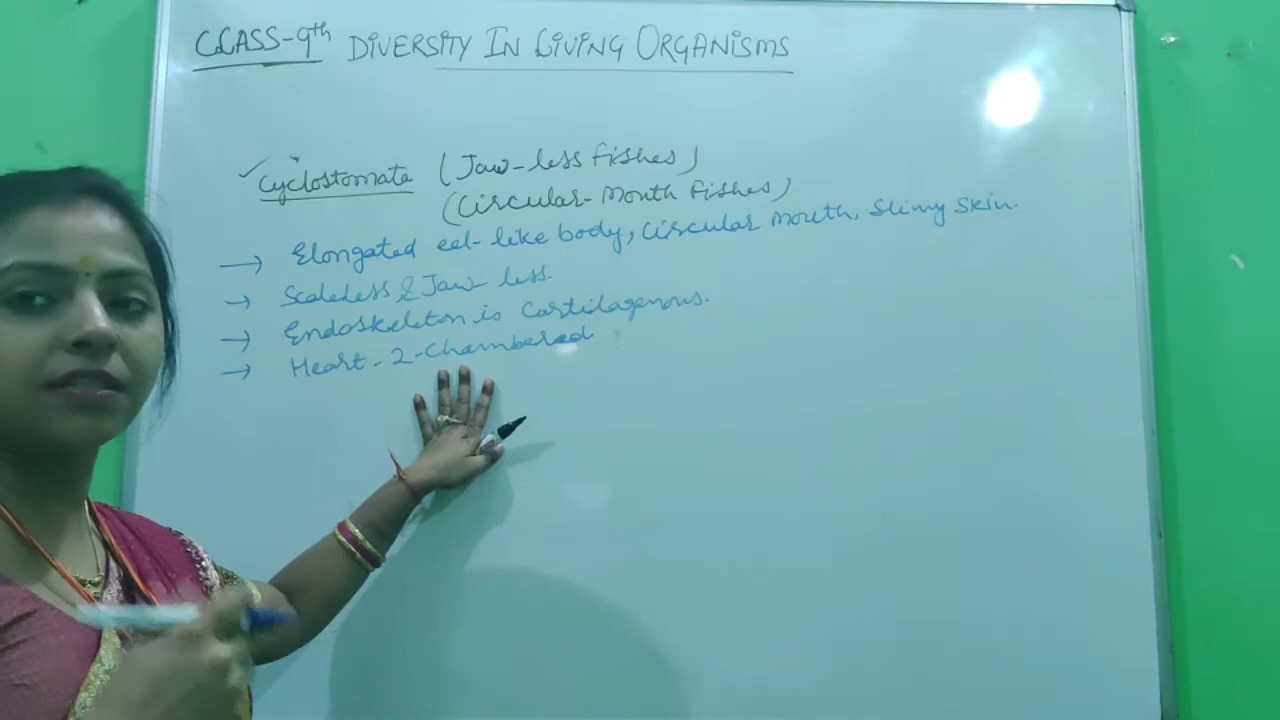 CLASS-9th DIVERSITY IN LIVING ORGANISMS
✓ Cyclostomata (Jaw-less fishes)
(Circular-Mouth Fishes)
→ Elongated eel-like body, Circular mouth, Slimy skin.
→ Scaleless & Jaw-less.
→ Endoskeleton is Cartilagenous.
→ Heart-2-Chambered